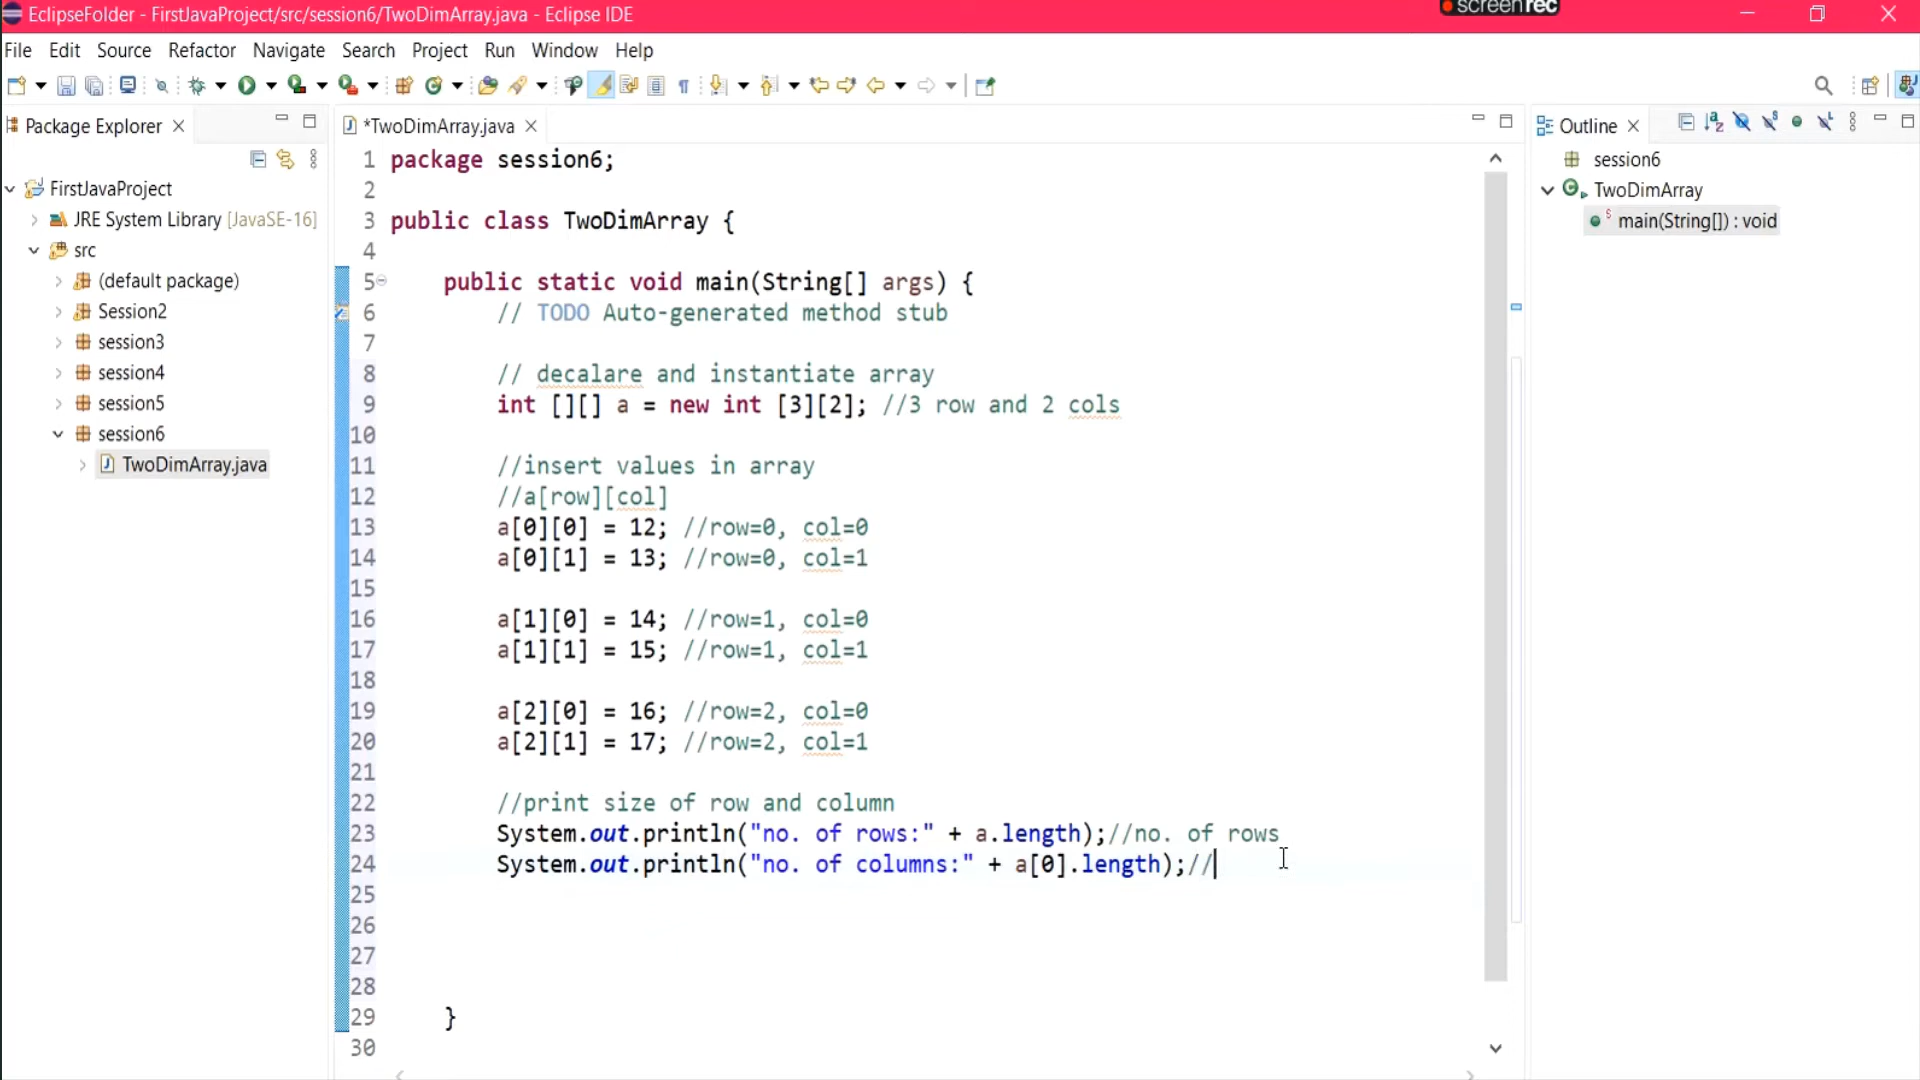 EclipseFolder - FirstJavaProject/src/session6/TwoDimArray.java - Eclipse IDE
screenrec
File Edit Source Refactor Navigate Search Project Run Window Help
Package Explorer
FirstJavaProject
JRE System Library [JavaSE-16]
src
(default package)
Session2
session3
session4
session5
session6
TwoDimArray.java
*TwoDimArray.java
1 package session6;
2
3 public class TwoDimArray {
4
5 public static void main(String[] args) {
6 // TODO Auto-generated method stub
7
8 // decalare and instantiate array
9 int [][] a = new int [3][2]; //3 row and 2 cols
10
11 //insert values in array
12 //a[row][col]
13 a[0][0] = 12; //row=0, col=0
14 a[0][1] = 13; //row=0, col=1
15
16 a[1][0] = 14; //row=1, col=0
17 a[1][1] = 15; //row=1, col=1
18
19 a[2][0] = 16; //row=2, col=0
20 a[2][1] = 17; //row=2, col=1
21
22 //print size of row and column
23 System.out.println("no. of rows:" + a.length);//no. of rows
24 System.out.println("no. of columns:" + a[0].length);//
25
26
27
28
29 }
30
Outline
session6
TwoDimArray
main(String[]) : void